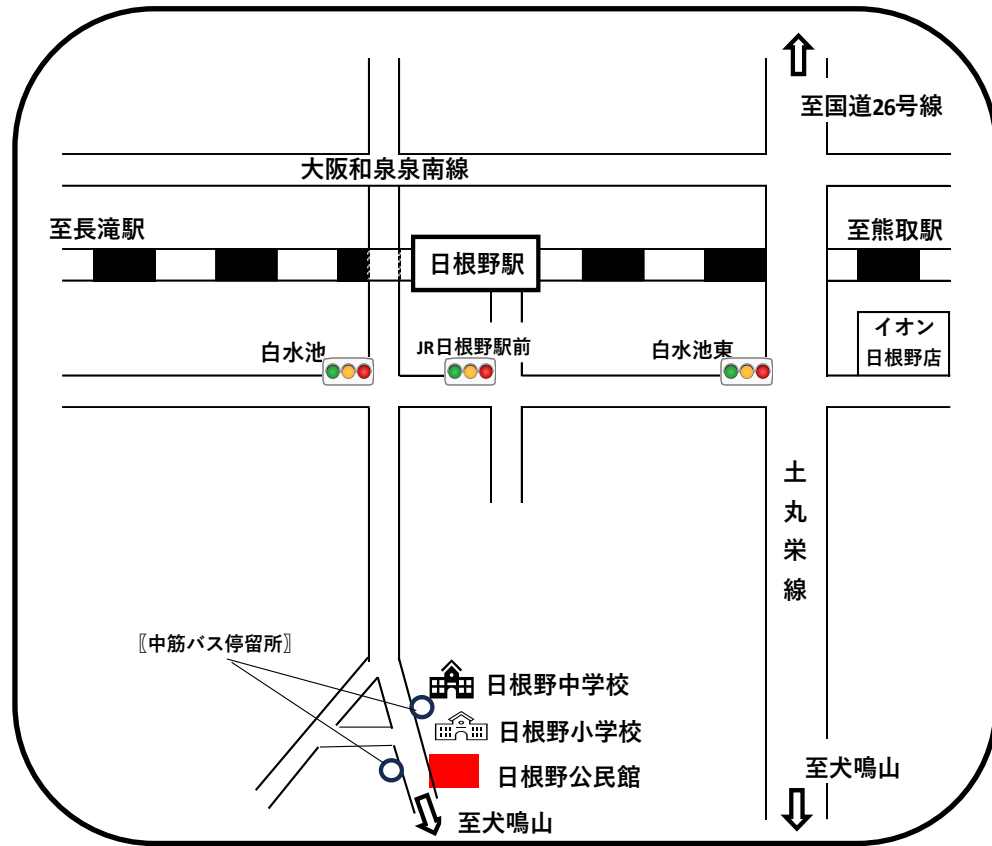 至国道26号線
大阪和泉泉南線
至長滝駅
至熊取駅
日根野駅
イオン
日根野店
白水池
JR日根野駅前
白水池東
土丸栄線
〖中筋バス停留所〗
日根野中学校
日根野小学校
日根野公民館
至犬鳴山
至犬鳴山